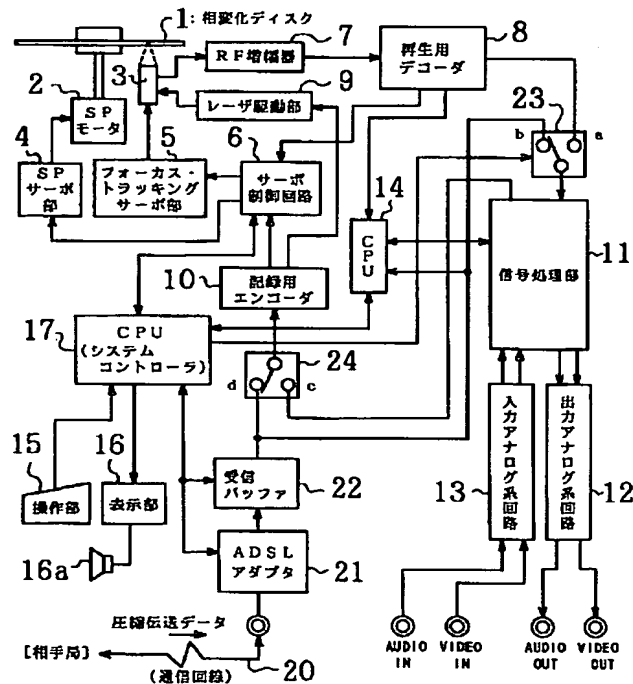 1：相変化ディスク
7
8
RF増幅器
再生用
デコーダ
3
2
9
SP
モータ
レーザ駆動部
23
b
a
4
5
6
SP
サーボ
部
フォーカス・
トラッキング
サーボ部
サーボ
制御回路
14
CPU
11
信号処理部
10
記録用
エンコーダ
17
CPU
(システム
コントローラ)
24
d
c
15
16
操作部
表示部
受信
バッファ
22
13
入力アナログ系回路
出力アナログ系回路
12
16a
ADSL
アダプタ
21
圧縮伝送データ
[相手局]
(通信回線)
20
AUDIO
IN
VIDEO
IN
AUDIO
OUT
VIDEO
OUT